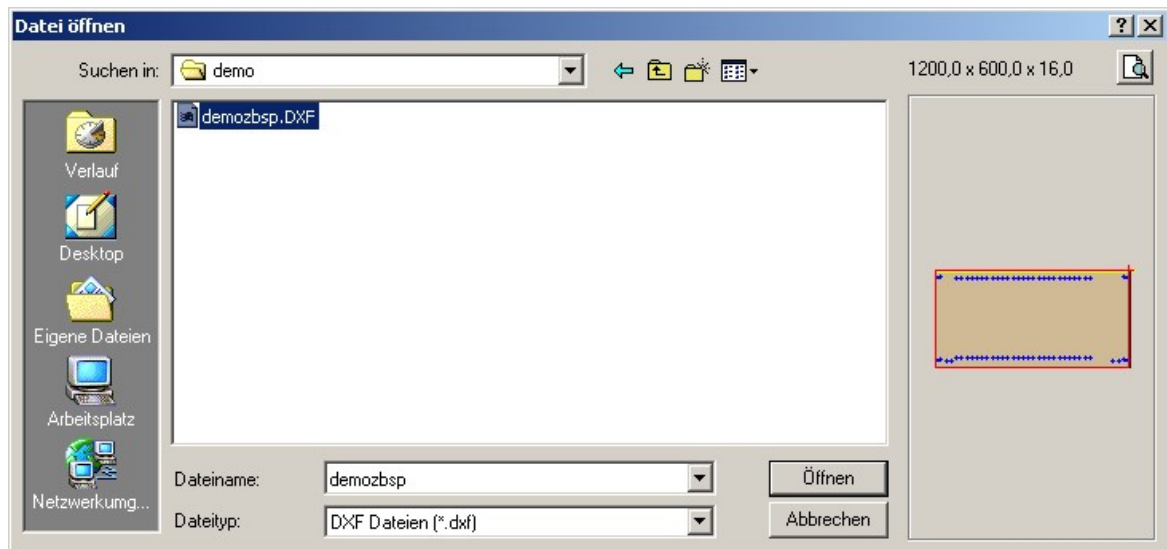 Datei öffnen
Suchen in: demo
1200,0 x 600,0 x 16,0
Verlauf
Desktop
Eigene Dateien
Arbeitsplatz
Netzwerkumg...
demozbsp.DXF
Dateiname: demozbsp Öffnen
Dateityp: DXF Dateien (*.dxf) Abbrechen